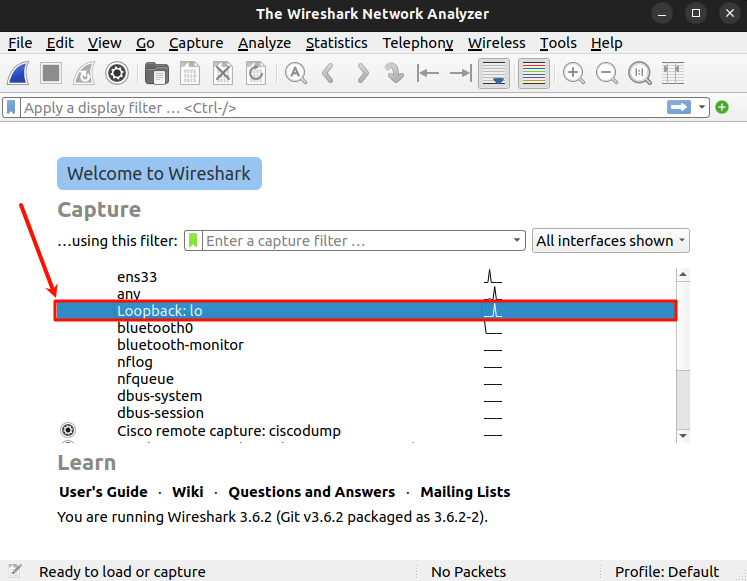 The Wireshark Network Analyzer
File Edit View Go Capture Analyze Statistics Telephony Wireless Tools Help
Apply a display filter … <Ctrl-/>
Welcome to Wireshark
Capture
…using this filter: Enter a capture filter … All interfaces shown
ens33
any
Loopback: lo
bluetooth0
bluetooth-monitor
nflog
nfqueue
dbus-system
dbus-session
Cisco remote capture: ciscodump
Learn
User's Guide · Wiki · Questions and Answers · Mailing Lists
You are running Wireshark 3.6.2 (Git v3.6.2 packaged as 3.6.2-2).
Ready to load or capture No Packets Profile: Default